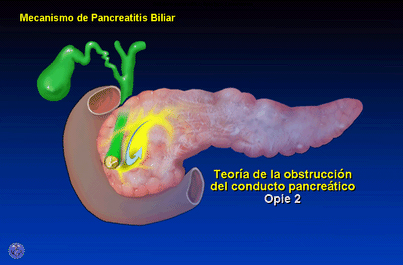 Mecanismo de Pancreatitis Biliar
Teoría de la obstrucción
del conducto pancreático
Opie 2